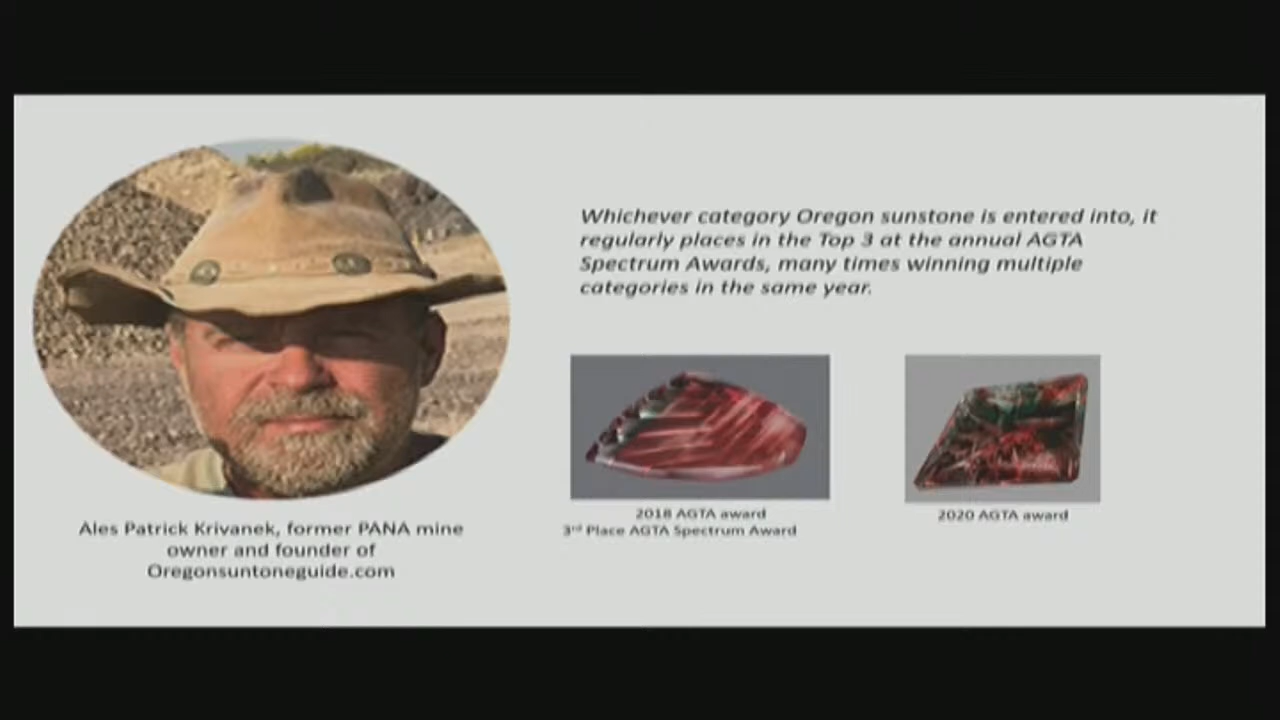 Whichever category Oregon sunstone is entered into, it
regularly places in the Top 3 at the annual AGTA
Spectrum Awards, many times winning multiple
categories in the same year.
2018 AGTA award
3rd Place AGTA Spectrum Award
2020 AGTA award
Ales Patrick Krivanek, former PANA mine
owner and founder of
Oregonsuntoneguide.com